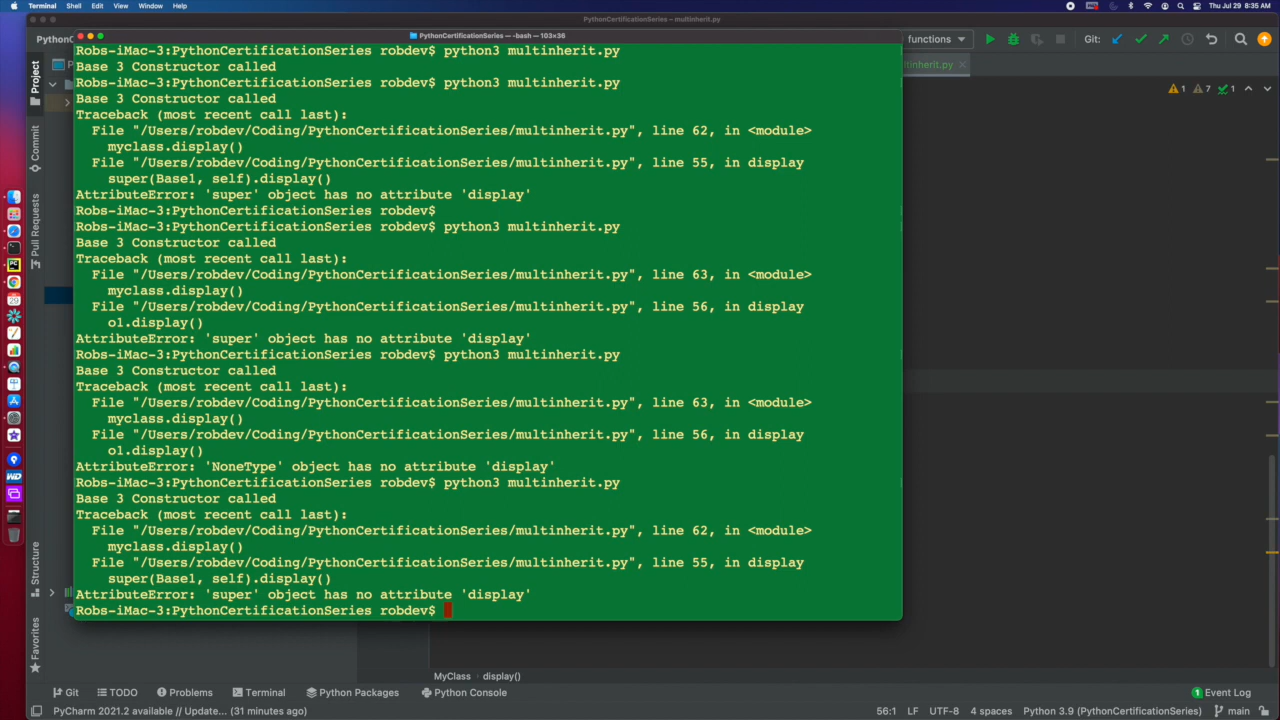 Terminal Shell Edit View Window Help
Thu Jul 29 8:35 AM
PythonCertificationSeries – multinherit.py
PythonCertificationSeries — -bash — 103×36
PythonC
functions
Git:
ltinherit.py
Project
Commit
Pull Requests
Structure
Favorites
1 7 1
Robs-iMac-3:PythonCertificationSeries robdev$ python3 multinherit.py
Base 3 Constructor called
Robs-iMac-3:PythonCertificationSeries robdev$ python3 multinherit.py
Base 3 Constructor called
Traceback (most recent call last):
  File "/Users/robdev/Coding/PythonCertificationSeries/multinherit.py", line 62, in <module>
    myclass.display()
  File "/Users/robdev/Coding/PythonCertificationSeries/multinherit.py", line 55, in display
    super(Base1, self).display()
AttributeError: 'super' object has no attribute 'display'
Robs-iMac-3:PythonCertificationSeries robdev$
Robs-iMac-3:PythonCertificationSeries robdev$ python3 multinherit.py
Base 3 Constructor called
Traceback (most recent call last):
  File "/Users/robdev/Coding/PythonCertificationSeries/multinherit.py", line 63, in <module>
    myclass.display()
  File "/Users/robdev/Coding/PythonCertificationSeries/multinherit.py", line 56, in display
    o1.display()
AttributeError: 'super' object has no attribute 'display'
Robs-iMac-3:PythonCertificationSeries robdev$ python3 multinherit.py
Base 3 Constructor called
Traceback (most recent call last):
  File "/Users/robdev/Coding/PythonCertificationSeries/multinherit.py", line 63, in <module>
    myclass.display()
  File "/Users/robdev/Coding/PythonCertificationSeries/multinherit.py", line 56, in display
    o1.display()
AttributeError: 'NoneType' object has no attribute 'display'
Robs-iMac-3:PythonCertificationSeries robdev$ python3 multinherit.py
Base 3 Constructor called
Traceback (most recent call last):
  File "/Users/robdev/Coding/PythonCertificationSeries/multinherit.py", line 62, in <module>
    myclass.display()
  File "/Users/robdev/Coding/PythonCertificationSeries/multinherit.py", line 55, in display
    super(Base1, self).display()
AttributeError: 'super' object has no attribute 'display'
Robs-iMac-3:PythonCertificationSeries robdev$
MyClass display()
Git TODO Problems Terminal Python Packages Python Console 1 Event Log
PyCharm 2021.2 available // Update... (31 minutes ago) 56:1 LF UTF-8 4 spaces Python 3.9 (PythonCertificationSeries) main